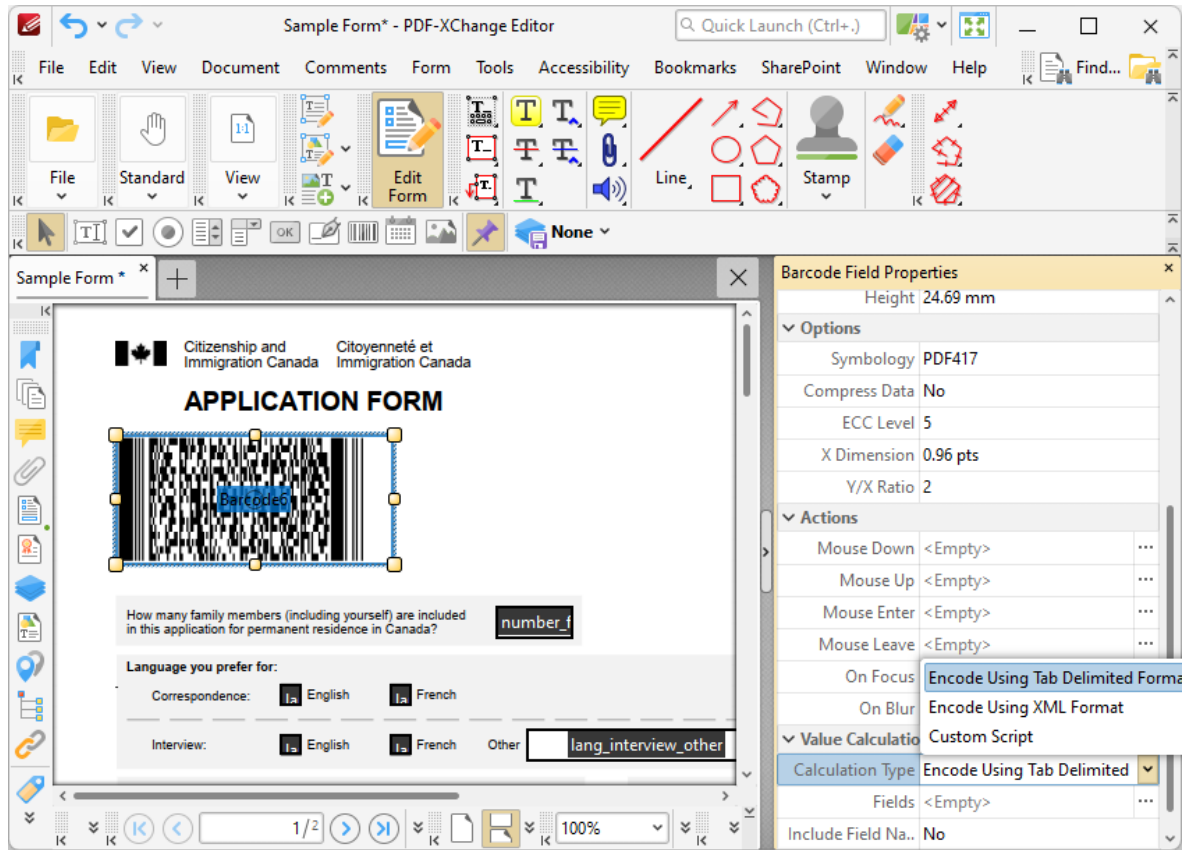 Sample Form* - PDF-XChange Editor
Quick Launch (Ctrl+.)
File Edit View Document Comments Form Tools Accessibility Bookmarks SharePoint Window Help
Find...
File
Standard
View
Edit Form
Line
Stamp
1:1
OK
None
Sample Form *
Citizenship and Immigration Canada
Citoyenneté et Immigration Canada
APPLICATION FORM
Barcode6
How many family members (including yourself) are included
in this application for permanent residence in Canada?
number_f
Language you prefer for:
Correspondence: la English la French
Interview: la English la French Other lang_interview_other
1/2
100%
Barcode Field Properties
Height 24.69 mm
Options
Symbology PDF417
Compress Data No
ECC Level 5
X Dimension 0.96 pts
Y/X Ratio 2
Actions
Mouse Down <Empty> ...
Mouse Up <Empty> ...
Mouse Enter <Empty> ...
Mouse Leave <Empty> ...
On Focus
On Blur
Encode Using Tab Delimited Forma
Encode Using XML Format
Custom Script
Value Calculatio
Calculation Type Encode Using Tab Delimited
Fields <Empty> ...
Include Field Na.. No